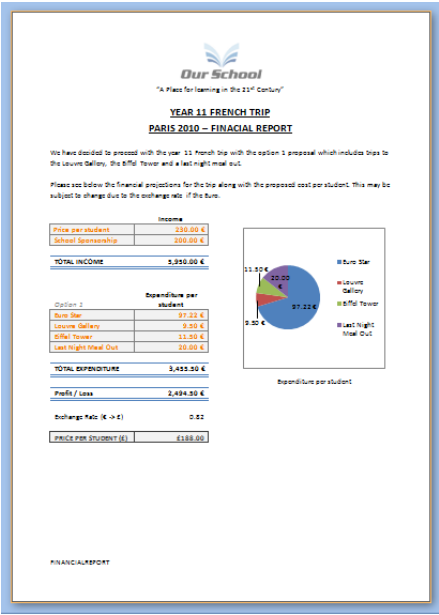 Our School
"A Place for learning in the 21st Century"
YEAR 11 FRENCH TRIP
PARIS 2010 – FINACIAL REPORT
We have decided to proceed with the year 11 French trip with the option 1 proposal which includes trips to
the Louvre Gallery, the Eiffel Tower and a last night meal out.
Please see below the financial projections for the trip along with the proposed cost per student. This may be
subject to change due to the exchange rate if the Euro.
Income
Price per student 230.00 €
School Sponsorship 200.00 €
TOTAL INCOME 5,950.00 €
Expenditure per
Option 1 student
Euro Star 97.22 €
Louvre Gallery 9.50 €
Eiffel Tower 11.50 €
Last Night Meal Out 20.00 €
TOTAL EXPENDITURE 3,455.50 €
Profit / Loss 2,494.50 €
Exchange Rate (€ -> £) 0.82
PRICE PER STUDENT (£) £188.00
11.50 €
20.00
€
97.22 €
9.50 €
Euro Star
Louvre
Gallery
Eiffel Tower
Last Night
Meal Out
Expenditure per student
FINANCIALREPORT